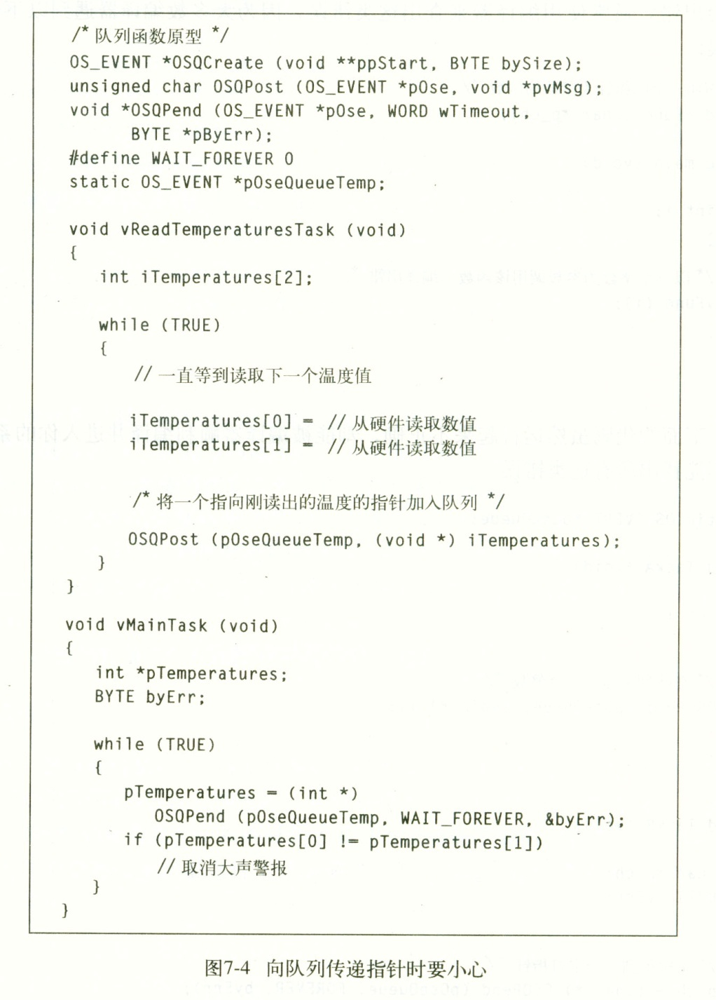 /* 队列函数原型 */
OS_EVENT *OSQCreate (void **ppStart, BYTE bySize);
unsigned char OSQPost (OS_EVENT *pOse, void *pvMsg);
void *OSQPend (OS_EVENT *pOse, WORD wTimeout,
BYTE *pByErr);
#define WAIT_FOREVER 0
static OS_EVENT *pOseQueueTemp;
void vReadTemperaturesTask (void)
{
int iTemperatures[2];
while (TRUE)
{
// 一直等到读取下一个温度值
iTemperatures[0] = // 从硬件读取数值
iTemperatures[1] = // 从硬件读取数值
/* 将一个指向刚读出的温度的指针加入队列 */
OSQPost (pOseQueueTemp, (void *) iTemperatures);
}
}
void vMainTask (void)
{
int *pTemperatures;
BYTE byErr;
while (TRUE)
{
pTemperatures = (int *)
OSQPend (pOseQueueTemp, WAIT_FOREVER, &byErr);
if (pTemperatures[0] != pTemperatures[1])
// 取消大声警报
}
}
图7-4 向队列传递指针时要小心